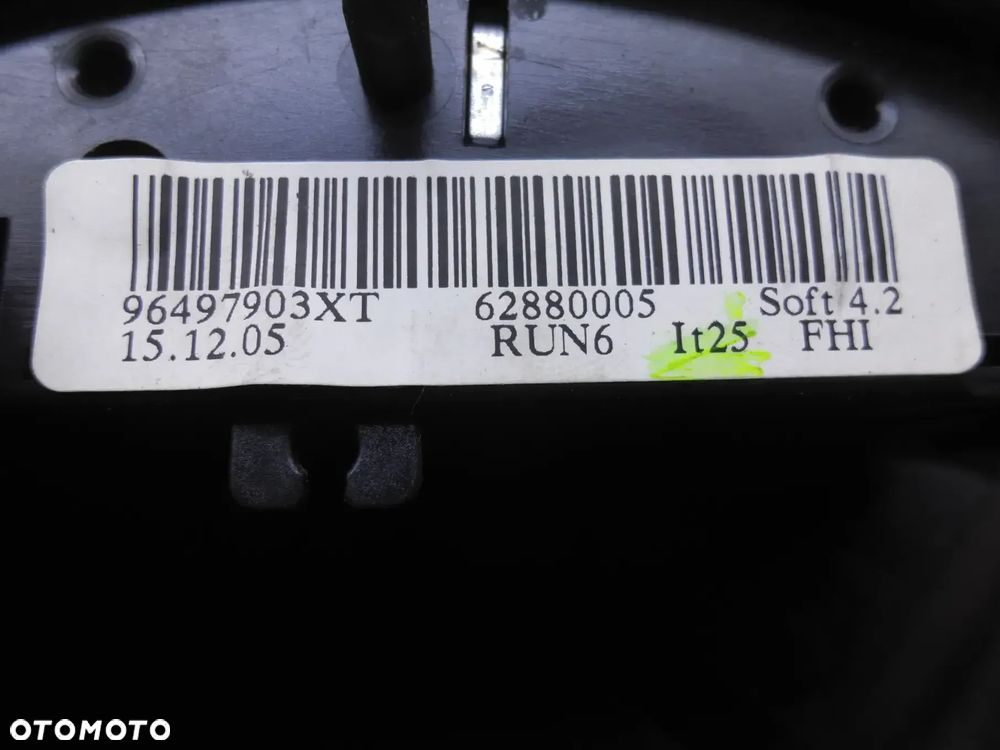 96497903XT 62880005 Soft 4.2
15.12.05 RUN6 It25 FHI
OTOMOTO